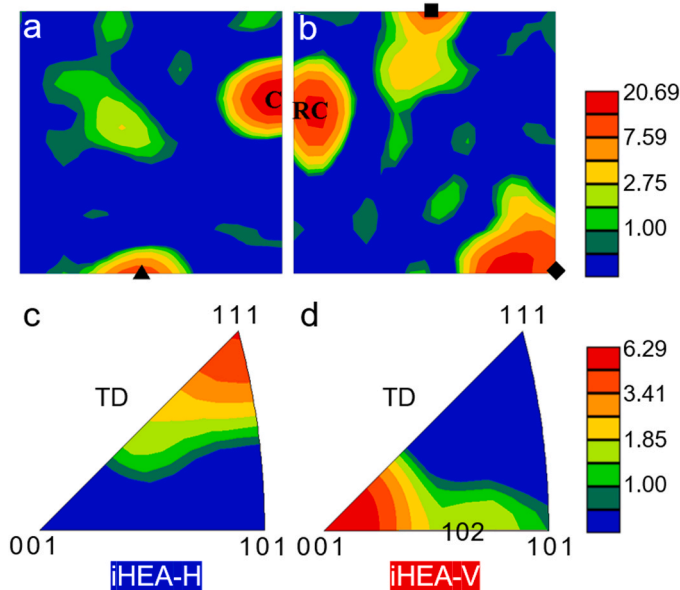 a
b
C
RC
20.69
7.59
2.75
1.00
c
d
111
111
TD
TD
6.29
3.41
1.85
1.00
102
001
101
001
101
iHEA-H
iHEA-V